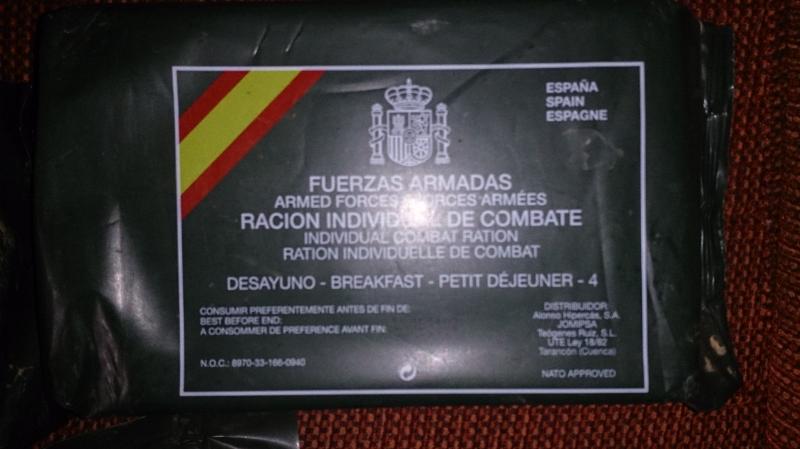 ESPAÑA
SPAIN
ESPAGNE
FUERZAS ARMADAS
ARMED FORCES FORCES ARMÉES
RACION INDIVIDUAL DE COMBATE
INDIVIDUAL COMBAT RATION
RATION INDIVIDUELLE DE COMBAT
DESAYUNO - BREAKFAST - PETIT DÉJEUNER - 4
CONSUMIR PREFERENTEMENTE ANTES DE FIN DE:
BEST BEFORE END:
A CONSOMMER DE PREFERENCE AVANT FIN:
N.O.C.: 8970-33-166-0940
DISTRIBUIDOR
Alonso Hipercás, S.A.
JOMIPSA
Teógenes Ruiz, S.L.
UTE Ley 18/82
Tarancón (Cuenca)
NATO APPROVED